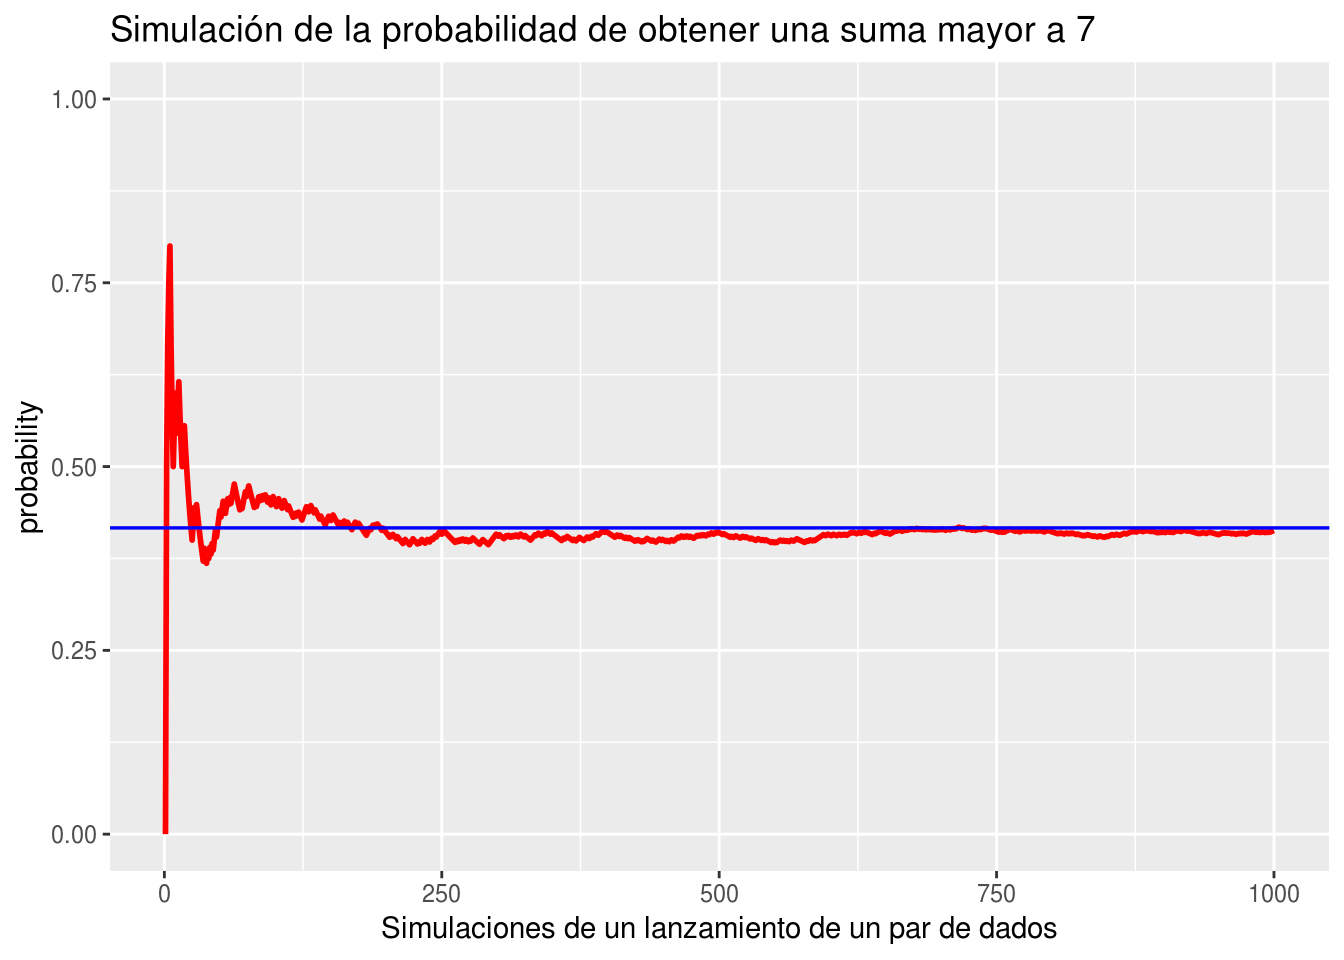 Simulación de la probabilidad de obtener una suma mayor a 7
probability
1.00
0.75
0.50
0.25
0.00
0 250 500 750 1000
Simulaciones de un lanzamiento de un par de dados